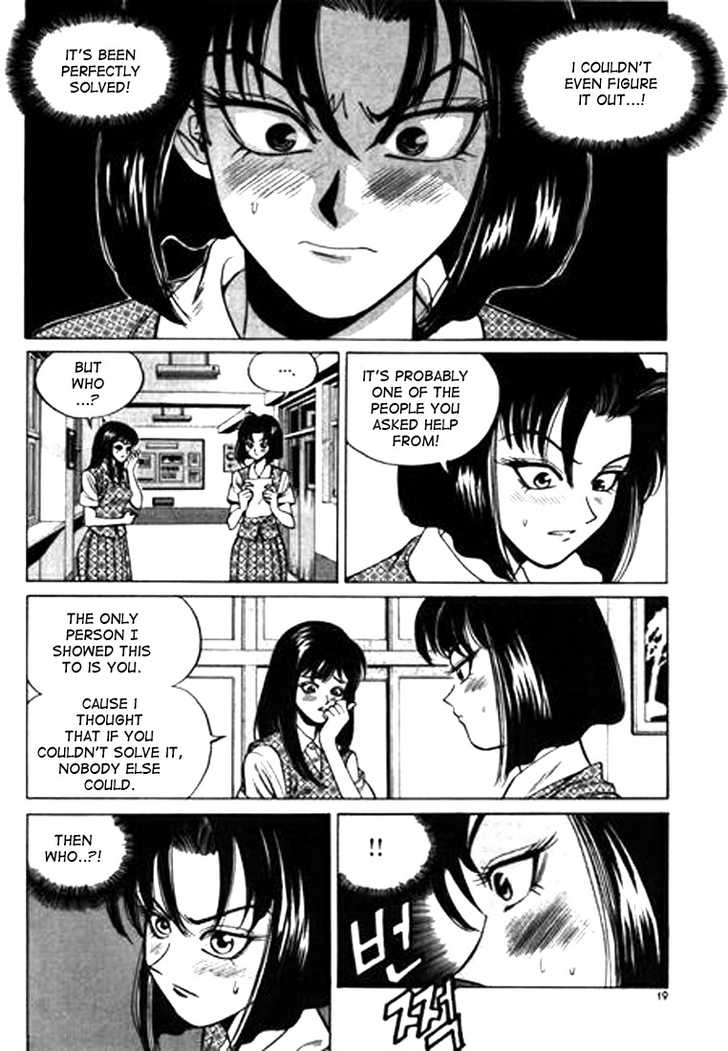 IT'S BEEN
PERFECTLY
SOLVED!
I COULDN'T
EVEN FIGURE
IT OUT...!
BUT
WHO
...?
....
IT'S PROBABLY
ONE OF THE
PEOPLE YOU
ASKED HELP
FROM!
THE ONLY
PERSON I
SHOWED THIS
TO IS YOU.
CAUSE I
THOUGHT
THAT IF YOU
COULDN'T SOLVE IT,
NOBODY ELSE
COULD.
THEN
WHO..?!
!!
번
쩍
19